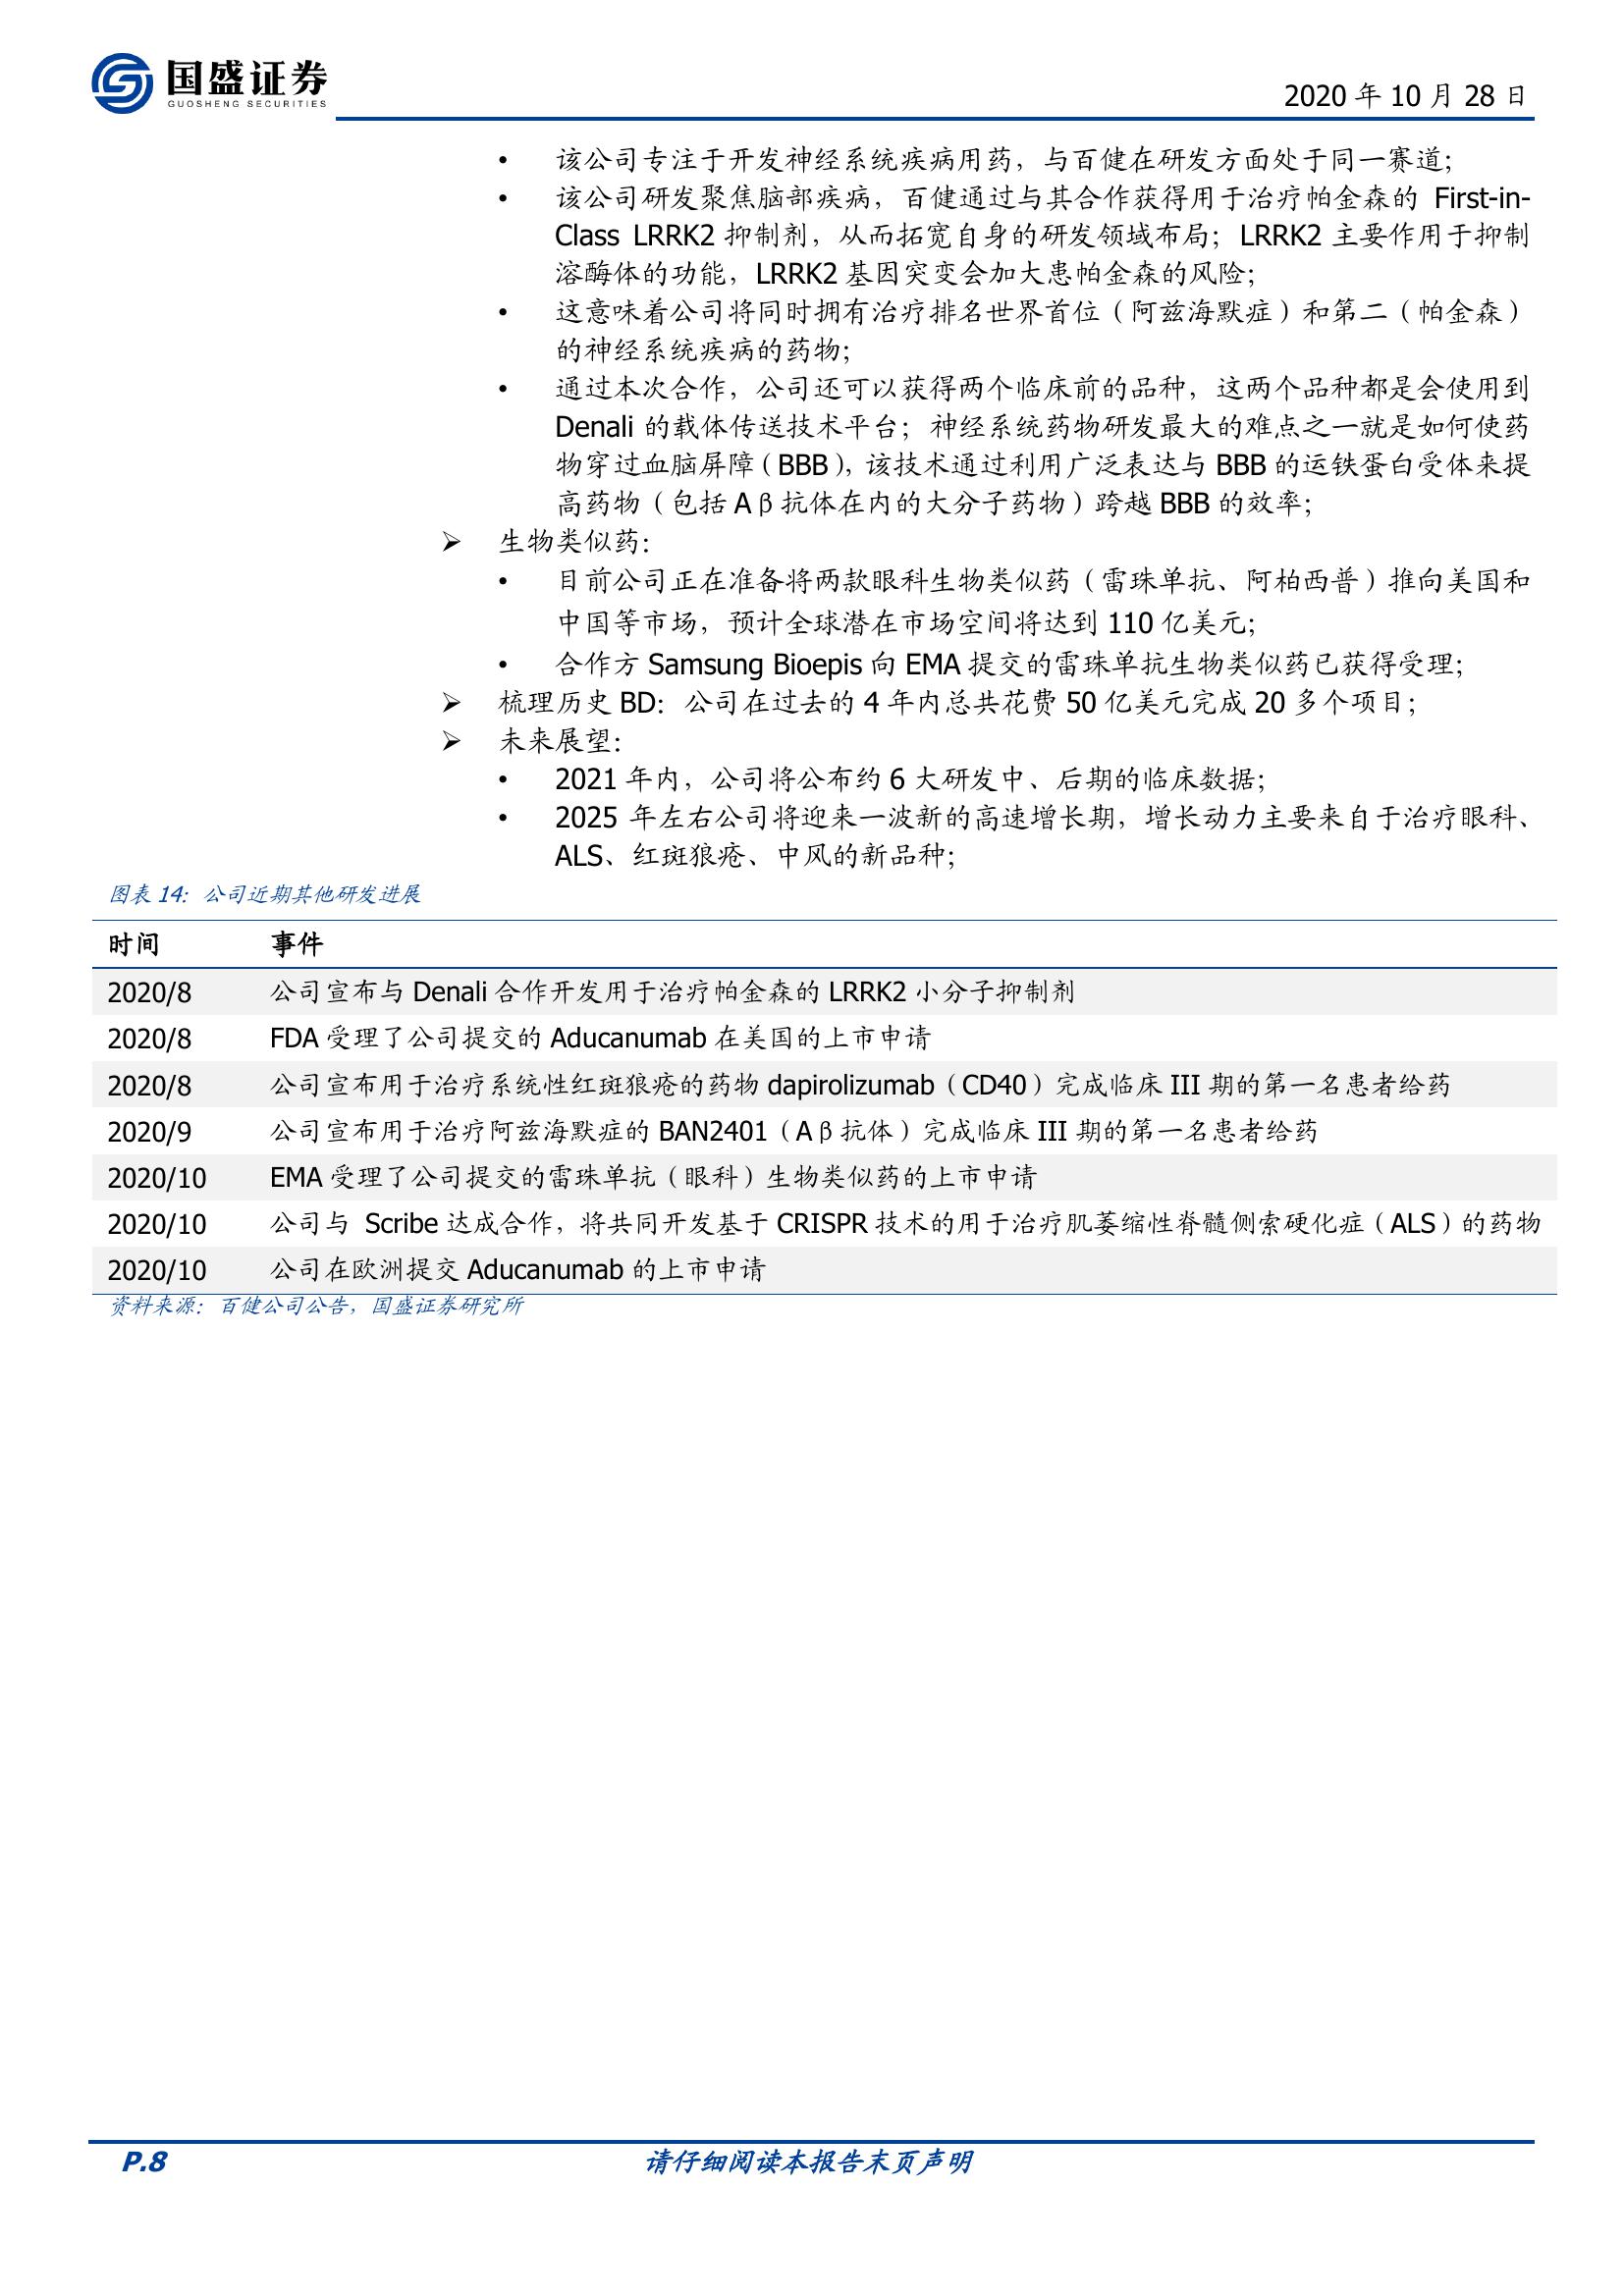 国盛证券
GUOSHENG SECURITIES
2020 年 10 月 28 日
• 该公司专注于开发神经系统疾病用药，与百健在研发方面处于同一赛道；
• 该公司研发聚焦脑部疾病，百健通过与其合作获得用于治疗帕金森的 First-in-
Class LRRK2 抑制剂，从而拓宽自身的研发领域布局；LRRK2 主要作用于抑制
溶酶体的功能，LRRK2 基因突变会加大患帕金森的风险；
• 这意味着公司将同时拥有治疗排名世界首位（阿兹海默症）和第二（帕金森）
的神经系统疾病的药物；
• 通过本次合作，公司还可以获得两个临床前的品种，这两个品种都是会使用到
Denali 的载体传送技术平台；神经系统药物研发最大的难点之一就是如何使药
物穿过血脑屏障（BBB），该技术通过利用广泛表达与 BBB 的运铁蛋白受体来提
高药物（包括 Aβ抗体在内的大分子药物）跨越 BBB 的效率；
➢ 生物类似药：
• 目前公司正在准备将两款眼科生物类似药（雷珠单抗、阿柏西普）推向美国和
中国等市场，预计全球潜在市场空间将达到 110 亿美元；
• 合作方 Samsung Bioepis 向 EMA 提交的雷珠单抗生物类似药已获得受理；
➢ 梳理历史 BD：公司在过去的 4 年内总共花费 50 亿美元完成 20 多个项目；
➢ 未来展望：
• 2021 年内，公司将公布约 6 大研发中、后期的临床数据；
• 2025 年左右公司将迎来一波新的高速增长期，增长动力主要来自于治疗眼科、
ALS、红斑狼疮、中风的新品种；
图表 14：公司近期其他研发进展
时间 事件
2020/8 公司宣布与 Denali 合作开发用于治疗帕金森的 LRRK2 小分子抑制剂
2020/8 FDA 受理了公司提交的 Aducanumab 在美国的上市申请
2020/8 公司宣布用于治疗系统性红斑狼疮的药物 dapirolizumab（CD40）完成临床 III 期的第一名患者给药
2020/9 公司宣布用于治疗阿兹海默症的 BAN2401（Aβ抗体）完成临床 III 期的第一名患者给药
2020/10 EMA 受理了公司提交的雷珠单抗（眼科）生物类似药的上市申请
2020/10 公司与 Scribe 达成合作，将共同开发基于 CRISPR 技术的用于治疗肌萎缩性脊髓侧索硬化症（ALS）的药物
2020/10 公司在欧洲提交 Aducanumab 的上市申请
资料来源：百健公司公告，国盛证券研究所
P.8 请仔细阅读本报告末页声明